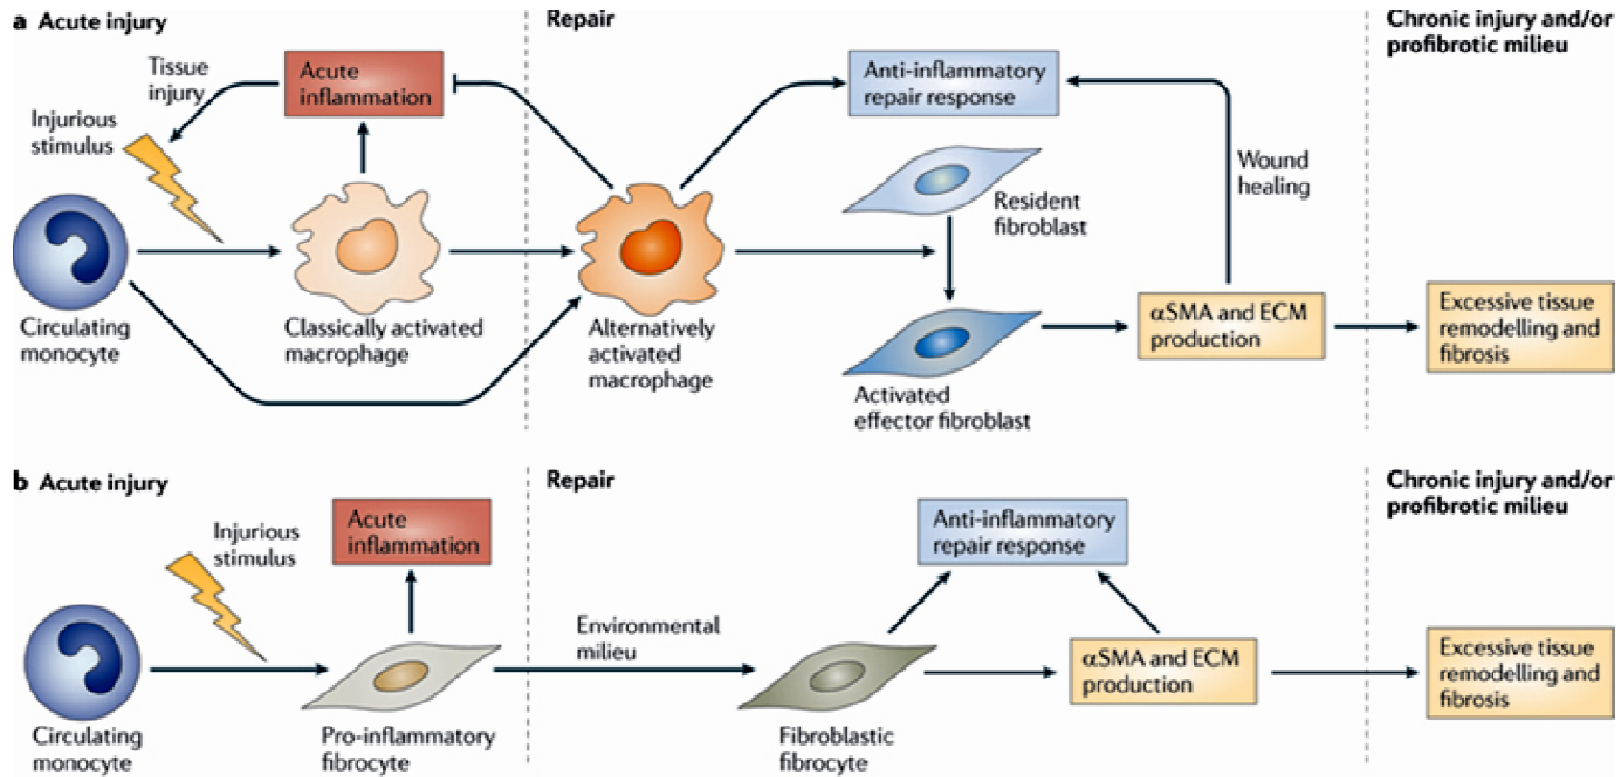 a Acute injury
Repair
Chronic injury and/or
profibrotic milieu
Tissue
injury
Acute
inflammation
Anti-inflammatory
repair response
Injurious
stimulus
Wound
healing
Resident
fibroblast
Circulating
monocyte
Classically activated
macrophage
Alternatively
activated
macrophage
αSMA and ECM
production
Excessive tissue
remodelling and
fibrosis
Activated
effector fibroblast
b Acute injury
Repair
Chronic injury and/or
profibrotic milieu
Injurious
stimulus
Acute
inflammation
Anti-inflammatory
repair response
Environmental
milieu
αSMA and ECM
production
Excessive tissue
remodelling and
fibrosis
Circulating
monocyte
Pro-inflammatory
fibrocyte
Fibroblastic
fibrocyte